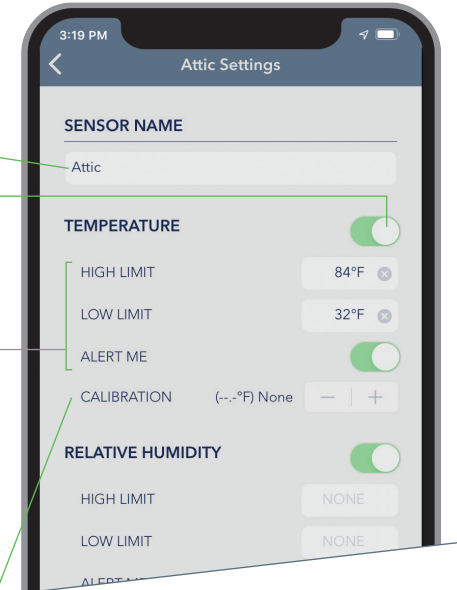 3:19 PM
Attic Settings
SENSOR NAME
Attic
TEMPERATURE
HIGH LIMIT 84°F
LOW LIMIT 32°F
ALERT ME
CALIBRATION (--.-°F) None − +
RELATIVE HUMIDITY
HIGH LIMIT NONE
LOW LIMIT NONE